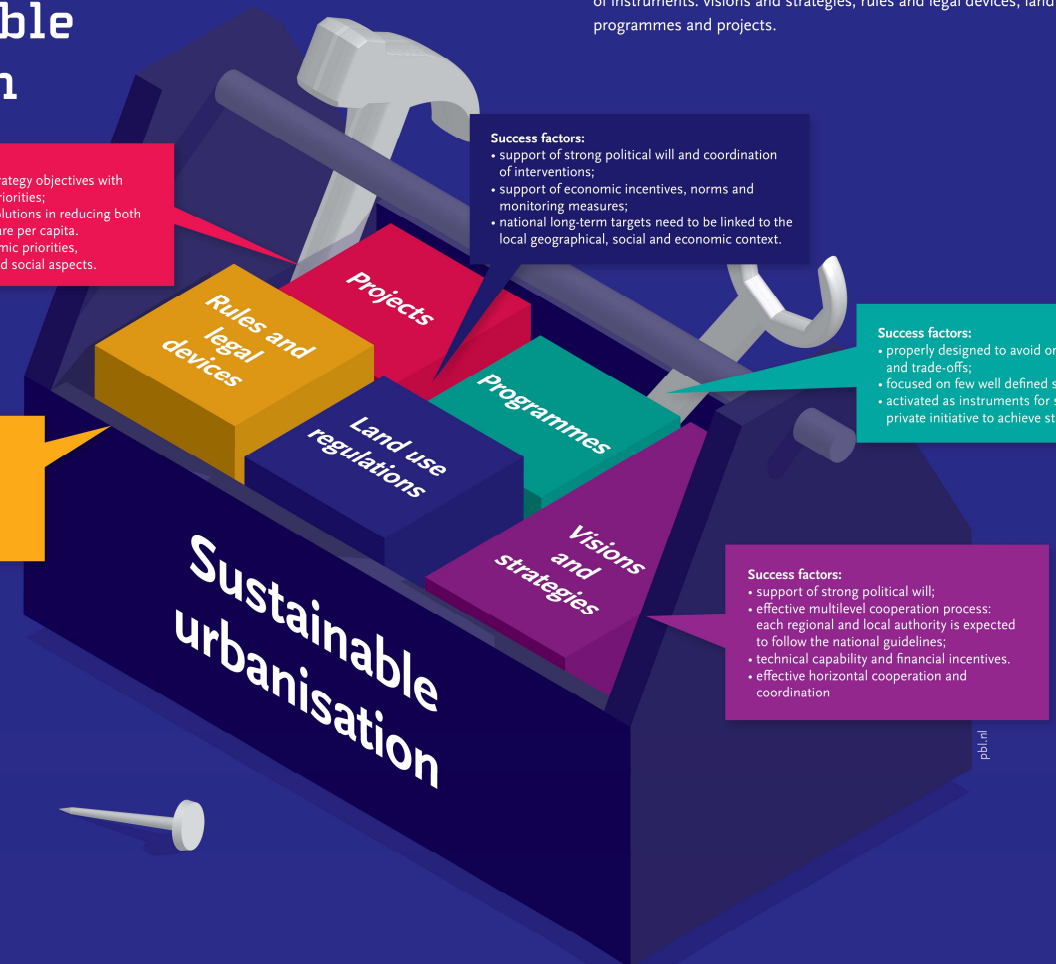 ble
n
of instruments: visions and strategies, rules and legal devices, land
programmes and projects.
Success factors:
• support of strong political will and coordination
of interventions;
• support of economic incentives, norms and
monitoring measures;
• national long-term targets need to be linked to the
local geographical, social and economic context.
rategy objectives with
riorities;
olutions in reducing both
are per capita.
mic priorities,
d social aspects.
Projects
Rules and
legal
devices
Programmes
Land use
regulations
Success factors:
• properly designed to avoid
and trade-offs;
• focused on few well defined s
• activated as instruments for s
private initiative to achieve st
Visions
and
strategies
Success factors:
• support of strong political will;
• effective multilevel cooperation process:
each regional and local authority is expected
to follow the national guidelines;
• technical capability and financial incentives.
• effective horizontal cooperation and
coordination
Sustainable
urbanisation
pbl.nl